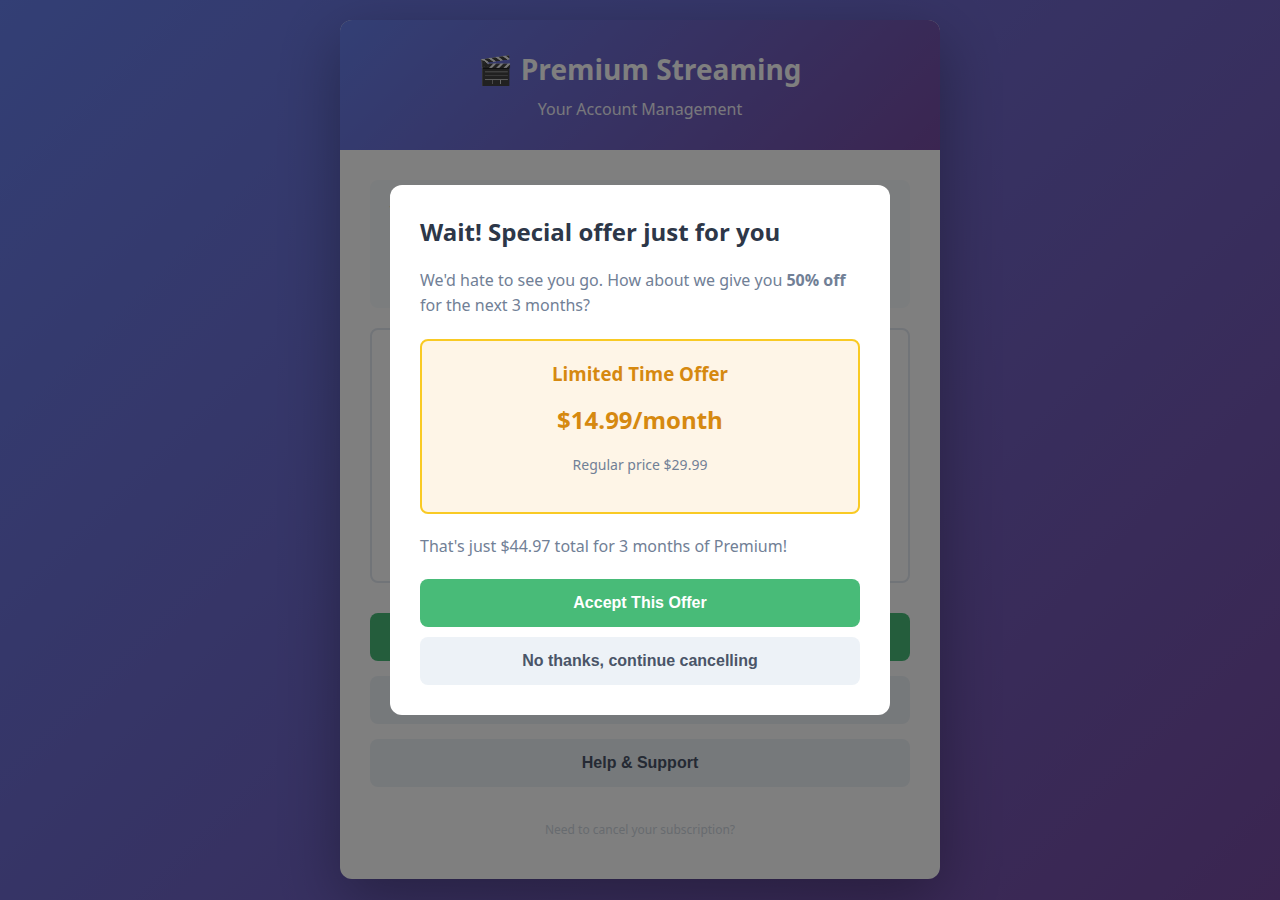 🎬 Premium Streaming
Your Account Management
Wait! Special offer just for you
We'd hate to see you go. How about we give you 50% off
for the next 3 months?
Limited Time Offer
$14.99/month
Regular price $29.99
That's just $44.97 total for 3 months of Premium!
Accept This Offer
No thanks, continue cancelling
Help & Support
Need to cancel your subscription?